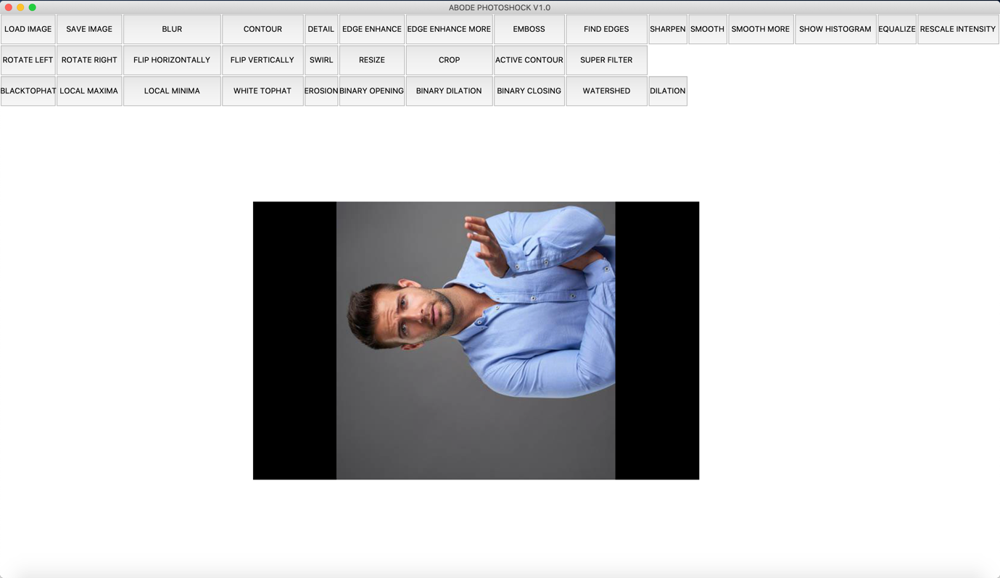 ABODE PHOTOSHOCK V1.0
LOAD IMAGE SAVE IMAGE BLUR CONTOUR DETAIL EDGE ENHANCE EDGE ENHANCE MORE EMBOSS FIND EDGES SHARPEN SMOOTH SMOOTH MORE SHOW HISTOGRAM EQUALIZE RESCALE INTENSITY
ROTATE LEFT ROTATE RIGHT FLIP HORIZONTALLY FLIP VERTICALLY SWIRL RESIZE CROP ACTIVE CONTOUR SUPER FILTER
BLACKTOPHAT LOCAL MAXIMA LOCAL MINIMA WHITE TOPHAT EROSION BINARY OPENING BINARY DILATION BINARY CLOSING WATERSHED DILATION